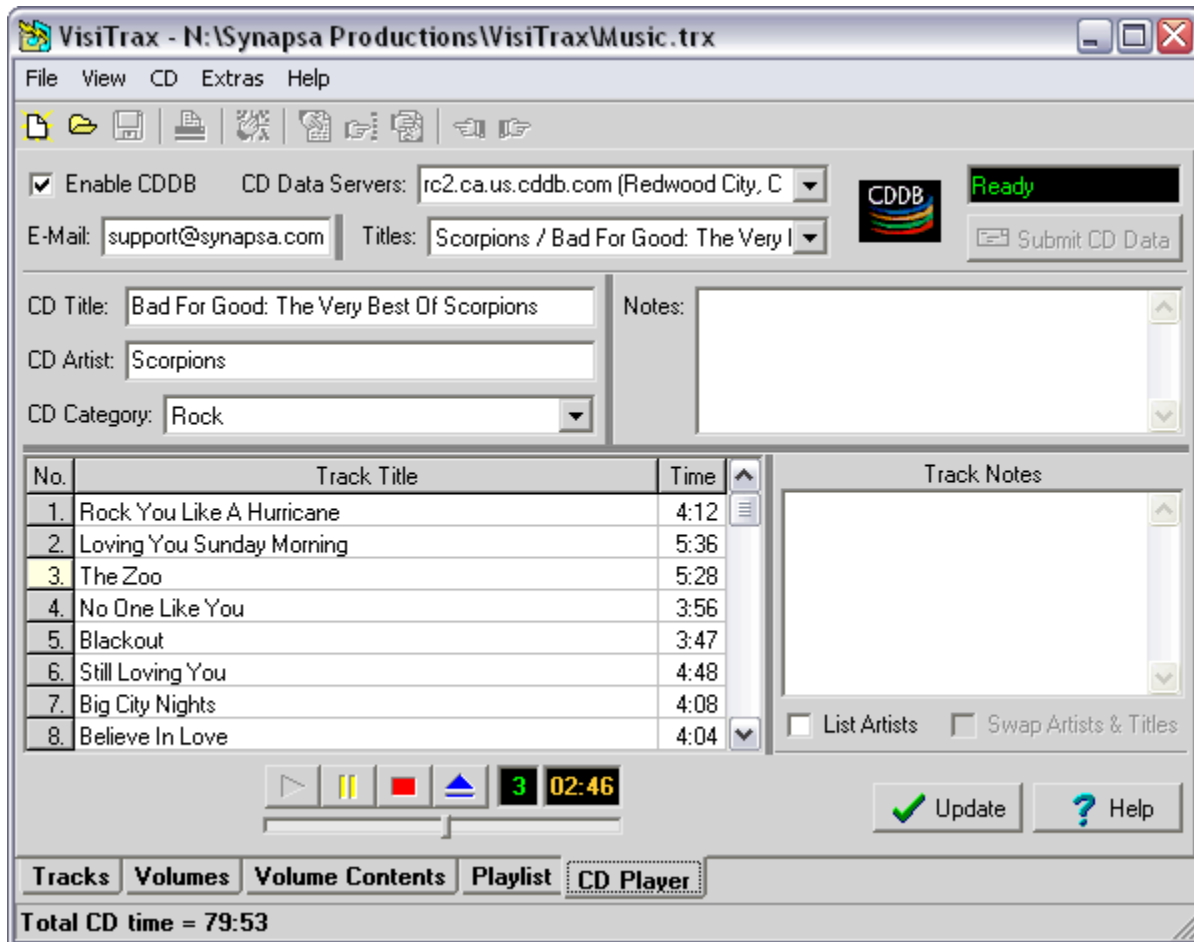 VisiTrax - N:\Synapsa Productions\VisiTrax\Music.trx
File View CD Extras Help
Enable CDDB CD Data Servers: rc2.ca.us.cddb.com (Redwood City, C
CDDB
Ready
E-Mail: support@synapsa.com Titles: Scorpions / Bad For Good: The Very
Submit CD Data
CD Title: Bad For Good: The Very Best Of Scorpions
Notes:
CD Artist: Scorpions
CD Category: Rock
No. Track Title Time
Track Notes
1. Rock You Like A Hurricane 4:12
2. Loving You Sunday Morning 5:36
3. The Zoo 5:28
4. No One Like You 3:56
5. Blackout 3:47
6. Still Loving You 4:48
7. Big City Nights 4:08
8. Believe In Love 4:04
List Artists Swap Artists & Titles
3 02:46
Update Help
Tracks Volumes Volume Contents Playlist CD Player
Total CD time = 79:53